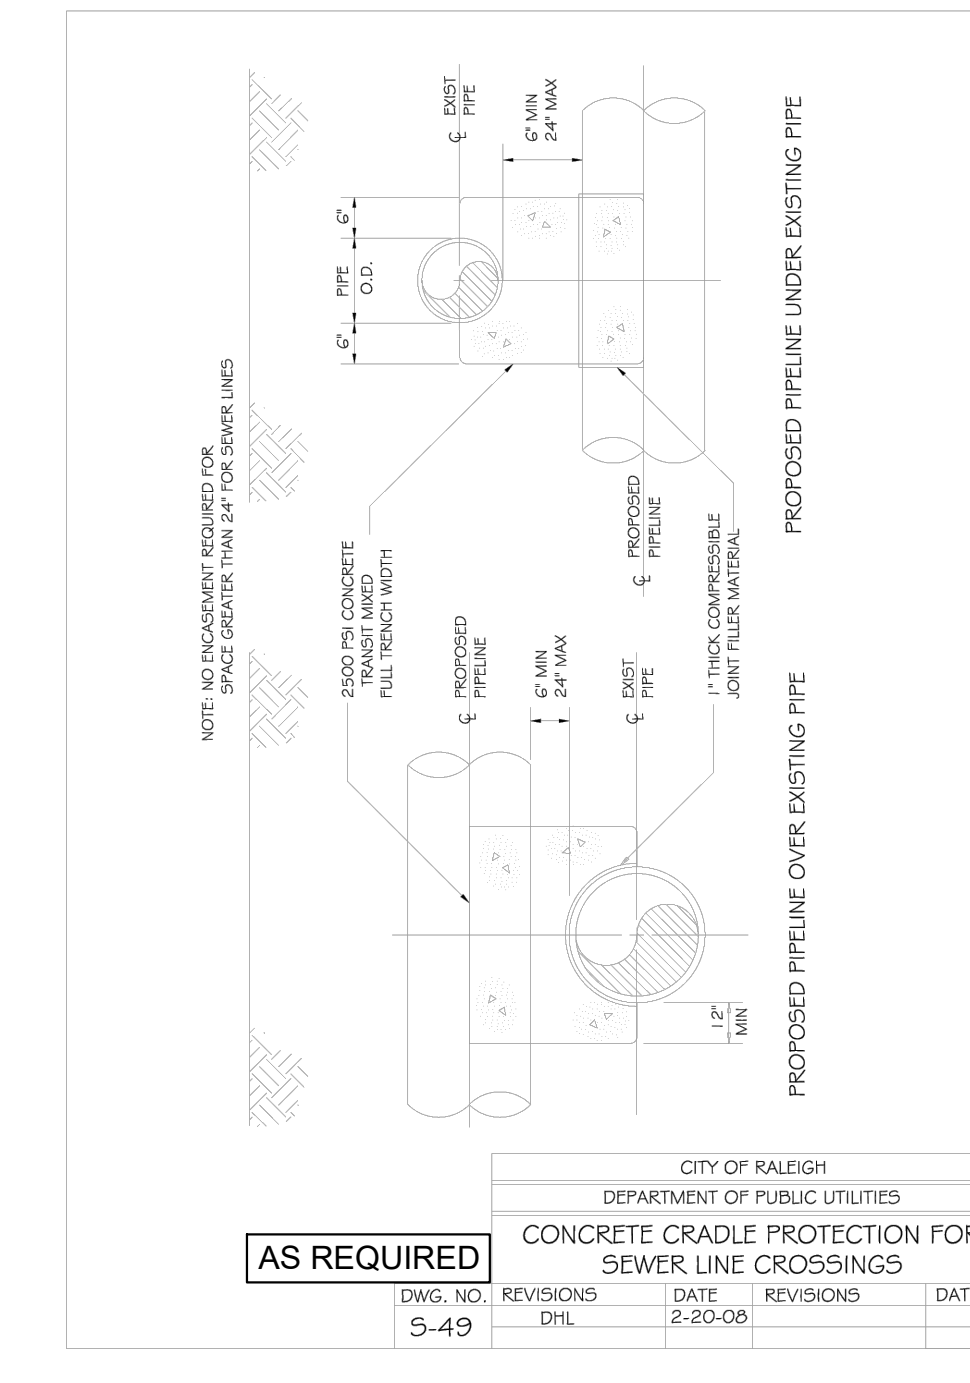 NOTE: NO ENCASEMENT REQUIRED FOR
SPACE GREATER THAN 24" FOR SEWER LINES
6"
PIPE
O.D.
6"
℄ EXIST
PIPE
6" MIN
24" MAX
℄ PROPOSED
PIPELINE
PROPOSED PIPELINE UNDER EXISTING PIPE
2500 PSI CONCRETE
TRANSIT MIXED
FULL TRENCH WIDTH
℄ PROPOSED
PIPELINE
6" MIN
24" MAX
℄ EXIST
PIPE
1" THICK COMPRESSIBLE
JOINT FILLER MATERIAL
12"
MIN
PROPOSED PIPELINE OVER EXISTING PIPE
CITY OF RALEIGH
DEPARTMENT OF PUBLIC UTILITIES
CONCRETE CRADLE PROTECTION FOR
SEWER LINE CROSSINGS
AS REQUIRED
DWG. NO. REVISIONS DATE REVISIONS DAT
S-49 DHL 2-20-08